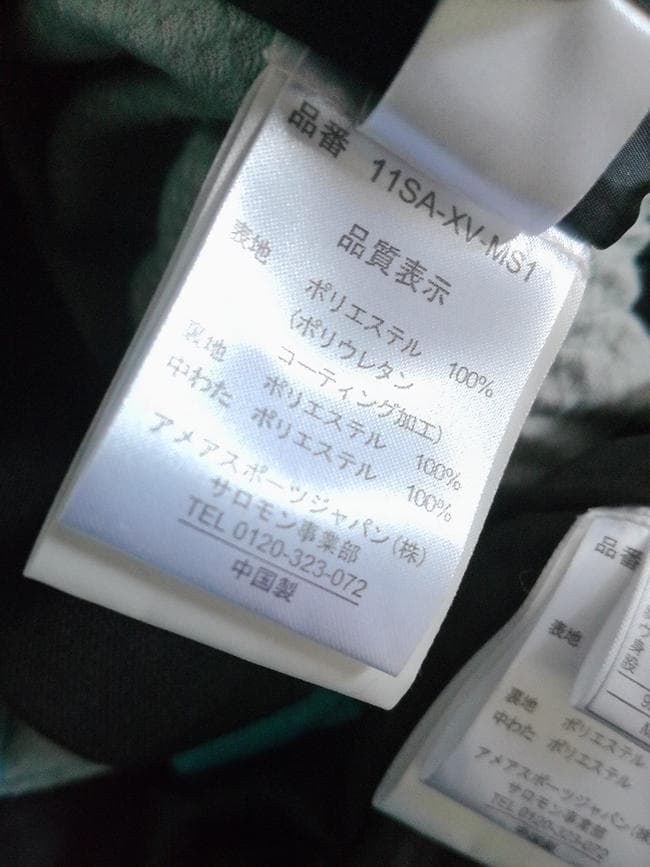 品番 11SA-XV-MS1
品質表示
表地 ポリエステル 100%
(ポリウレタン
コーティング加工)
裏地 ポリエステル 100%
中わた ポリエステル 100%
アメアスポーツジャパン(株)
サロモン事業部
TEL 0120-323-072
中国製
品番
表地
裏地 ポリエステル
中わた ポリエステル
アメアスポーツジャパン(株
サロモン事業部
TEL 0120-323-072